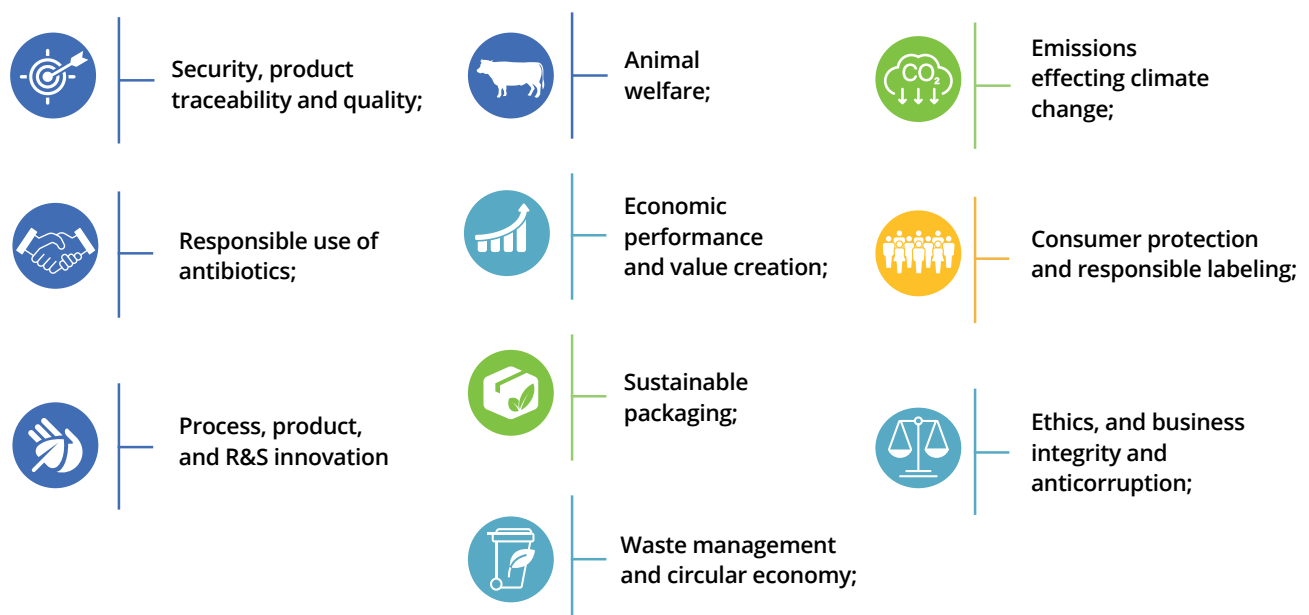 Security, product
traceability and quality;
Responsible use of
antibiotics;
Process, product,
and R&S innovation
Animal
welfare;
Economic
performance
and value creation;
Sustainable
packaging;
Waste management
and circular economy;
Emissions
effecting climate
change;
CO₂
Consumer protection
and responsible labeling;
Ethics, and business
integrity and
anticorruption;